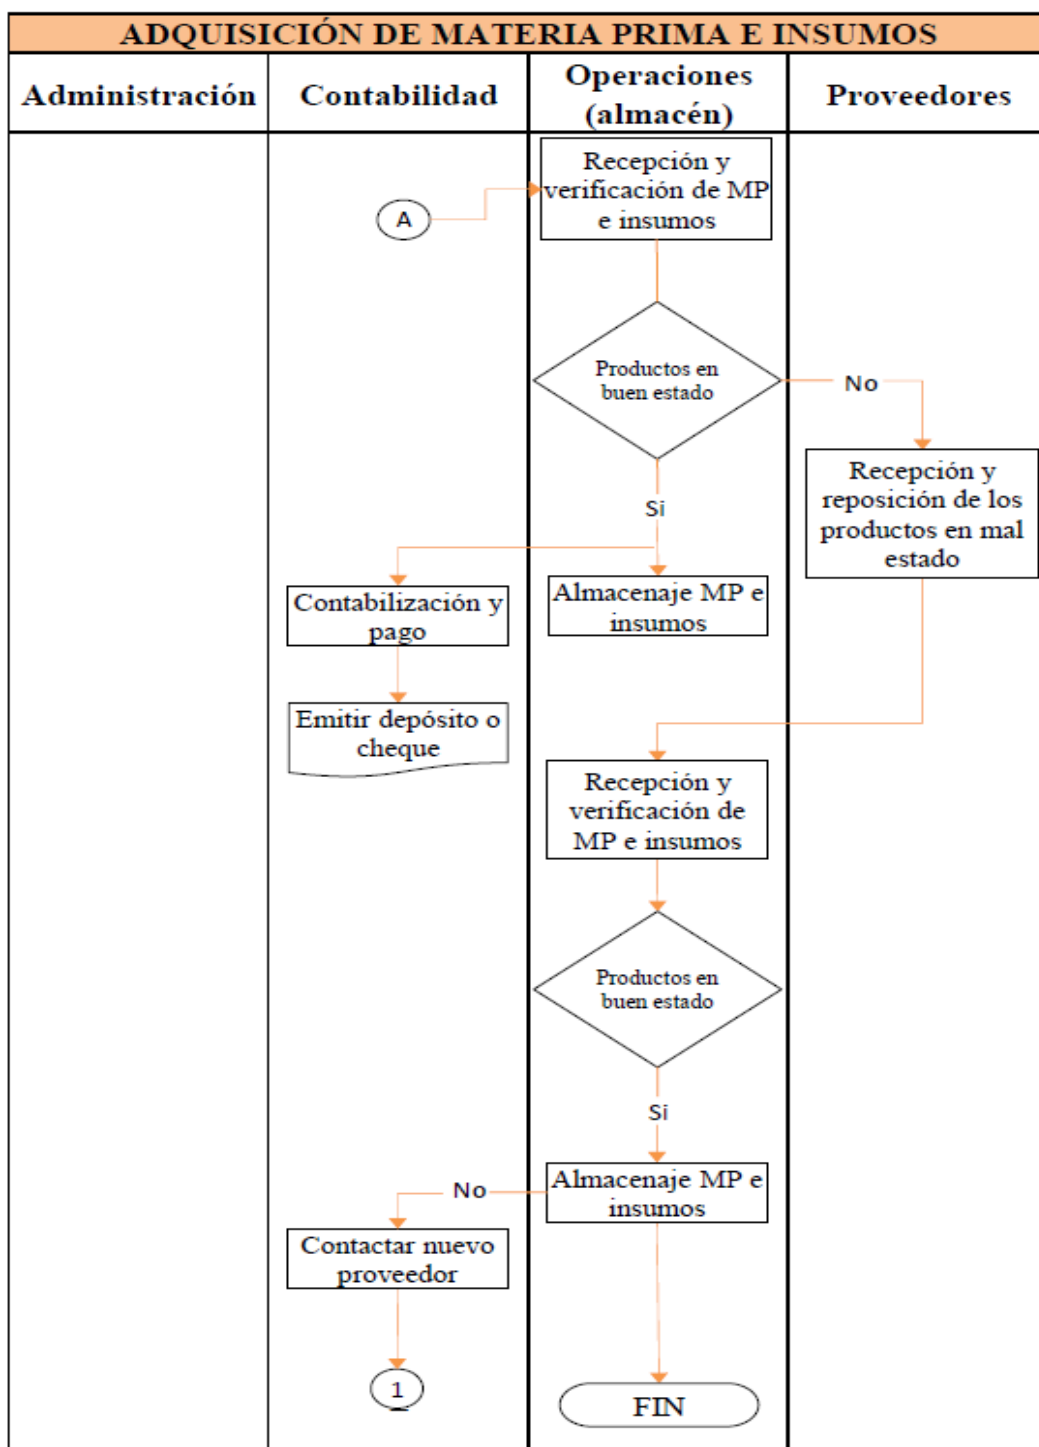 ADQUISICIÓN DE MATERIA PRIMA E INSUMOS
Administración
Contabilidad
Operaciones
(almacén)
Proveedores
Recepción y
verificación de MP
e insumos
A
Productos en
buen estado
No
Recepción y
reposición de los
productos en mal
estado
Si
Contabilización y
pago
Almacenaje MP e
insumos
Emitir depósito o
cheque
Recepción y
verificación de
MP e insumos
Productos en
buen estado
Si
Almacenaje MP e
insumos
No
Contactar nuevo
proveedor
1
FIN